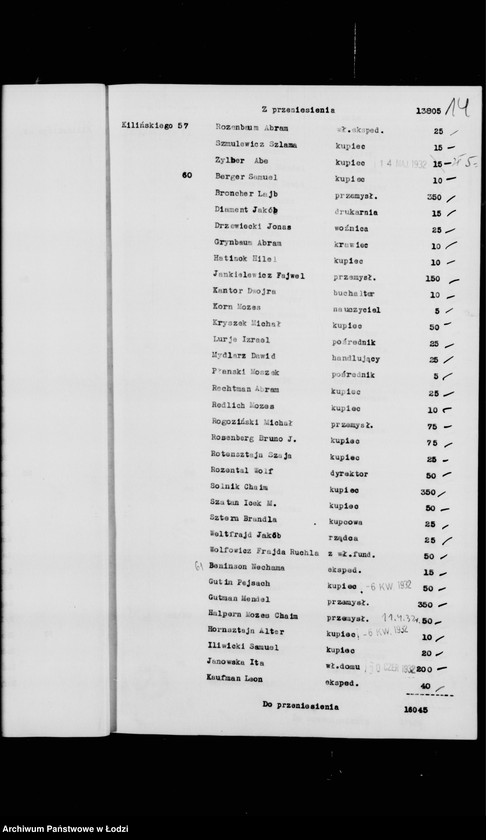 14
Z przeniesienia 13805
Kilińskiego 57 Rozenbaum Abram wł.eksped. 25
Szmulewicz Szlama kupiec 15
Zylber Abe kupiec 1932 15 5
60 Berger Samuel kupiec 10
Broncher Lajb przemysł. 350
Diament Jakób drukarnia 15
Drzewiecki Jonas woźnica 25
Grynbaum Abram krawiec 10
Hatinok Hilel kupiec 10
Jankielewicz Fajwel przemysł. 150
Kantor Dwojra buchalter 10
Korn Mozes nauczyciel 5
Kryszek Michał kupiec 50
Lurje Izrael pośrednik 25
Mydlarz Dawid handlujący 25
Płonski Moszek pośrednik 5
Rechtman Abram kupiec 25
Redlich Mozes kupiec 10
Rogoziński Michał przemysł. 75
Rosenberg Bruno J. kupiec 75
Rotensztajn Szaja kupiec 25
Rozental Wolf dyrektor 50
Solnik Chaim kupiec 350
Szatan Icek M. kupiec 50
Sztern Brandla kupcowa 25
Weltfrajd Jakób rządca 25
Wolfowicz Frajda Ruchla z wł.fund. 50
61 Beninson Nechama eksped. 15
Gutin Pejsach kupiec -6 KW. 1932 50
Gutman Mendel przemysł. 350
Halpern Mozes Chaim przemysł. 50
Hornsztajn Alter kupiec -6 KW. 1932 10
Iliwicki Samuel kupiec 20
Janowska Ita wł.domu 1932 200
Kaufman Leon eksped. 40
Do przeniesienia 16045
Archiwum Państwowe w Łodzi